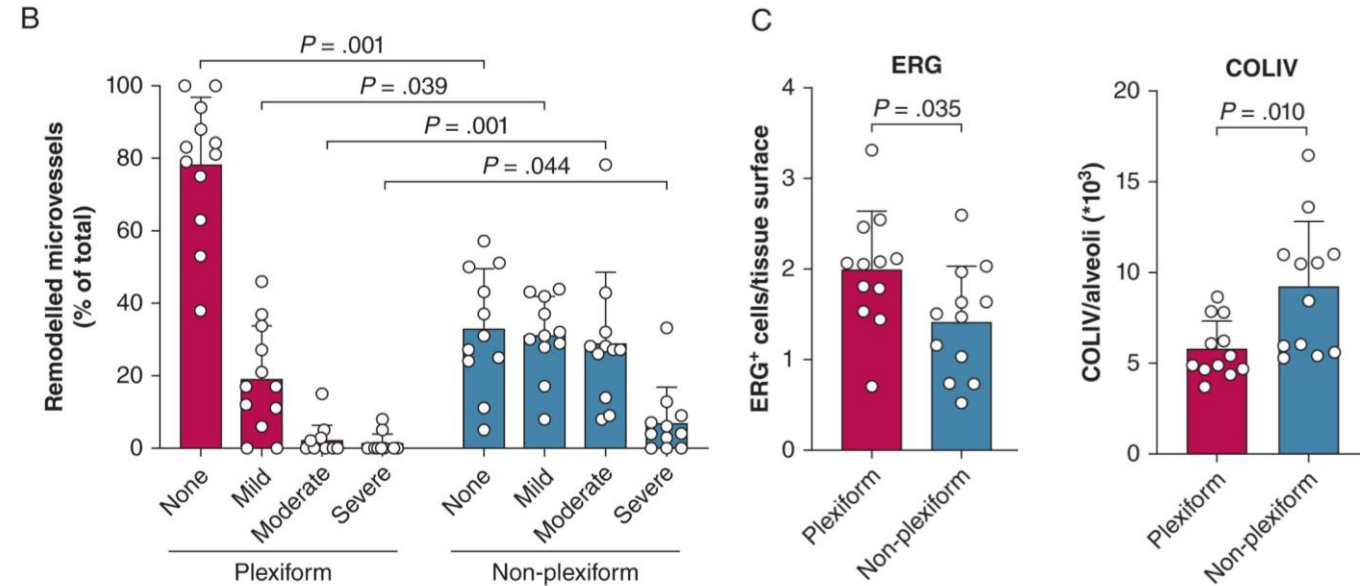 B
P = .001
P = .039
P = .001
P = .044
Remodelled microvessels
(% of total)
100
80
60
40
20
0
None
Mild
Moderate
Severe
None
Mild
Moderate
Severe
Plexiform
Non-plexiform
C
ERG
P = .035
ERG⁺ cells/tissue surface
4
3
2
1
0
Plexiform
Non-plexiform
COLIV
P = .010
COLIV/alveoli (*10³)
20
15
10
5
0
Plexiform
Non-plexiform